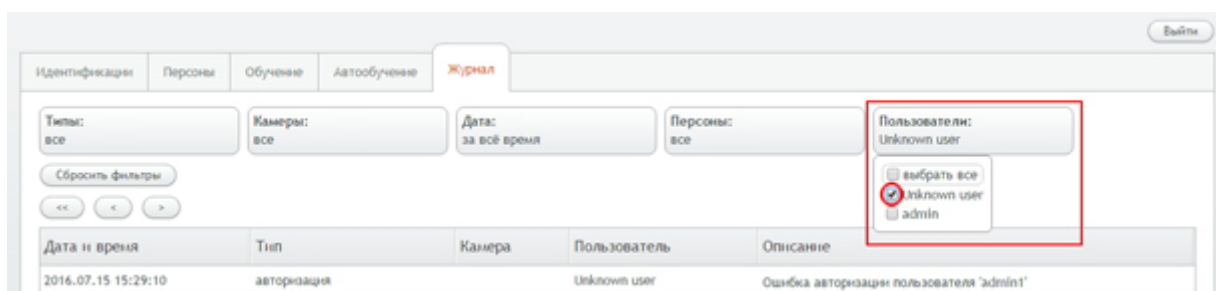 Выйти
Идентификации Персоны Обучение Автообучение Журнал
Типы: Камеры: Дата: Персоны: Пользователи:
все все за всё время все Unknown user
Сбросить фильтры
выбрать все
Unknown user
admin
<< < >
Дата и время Тип Камера Пользователь Описание
2016.07.15 15:29:10 авторизация Unknown user Ошибка авторизации пользователя 'admin1'